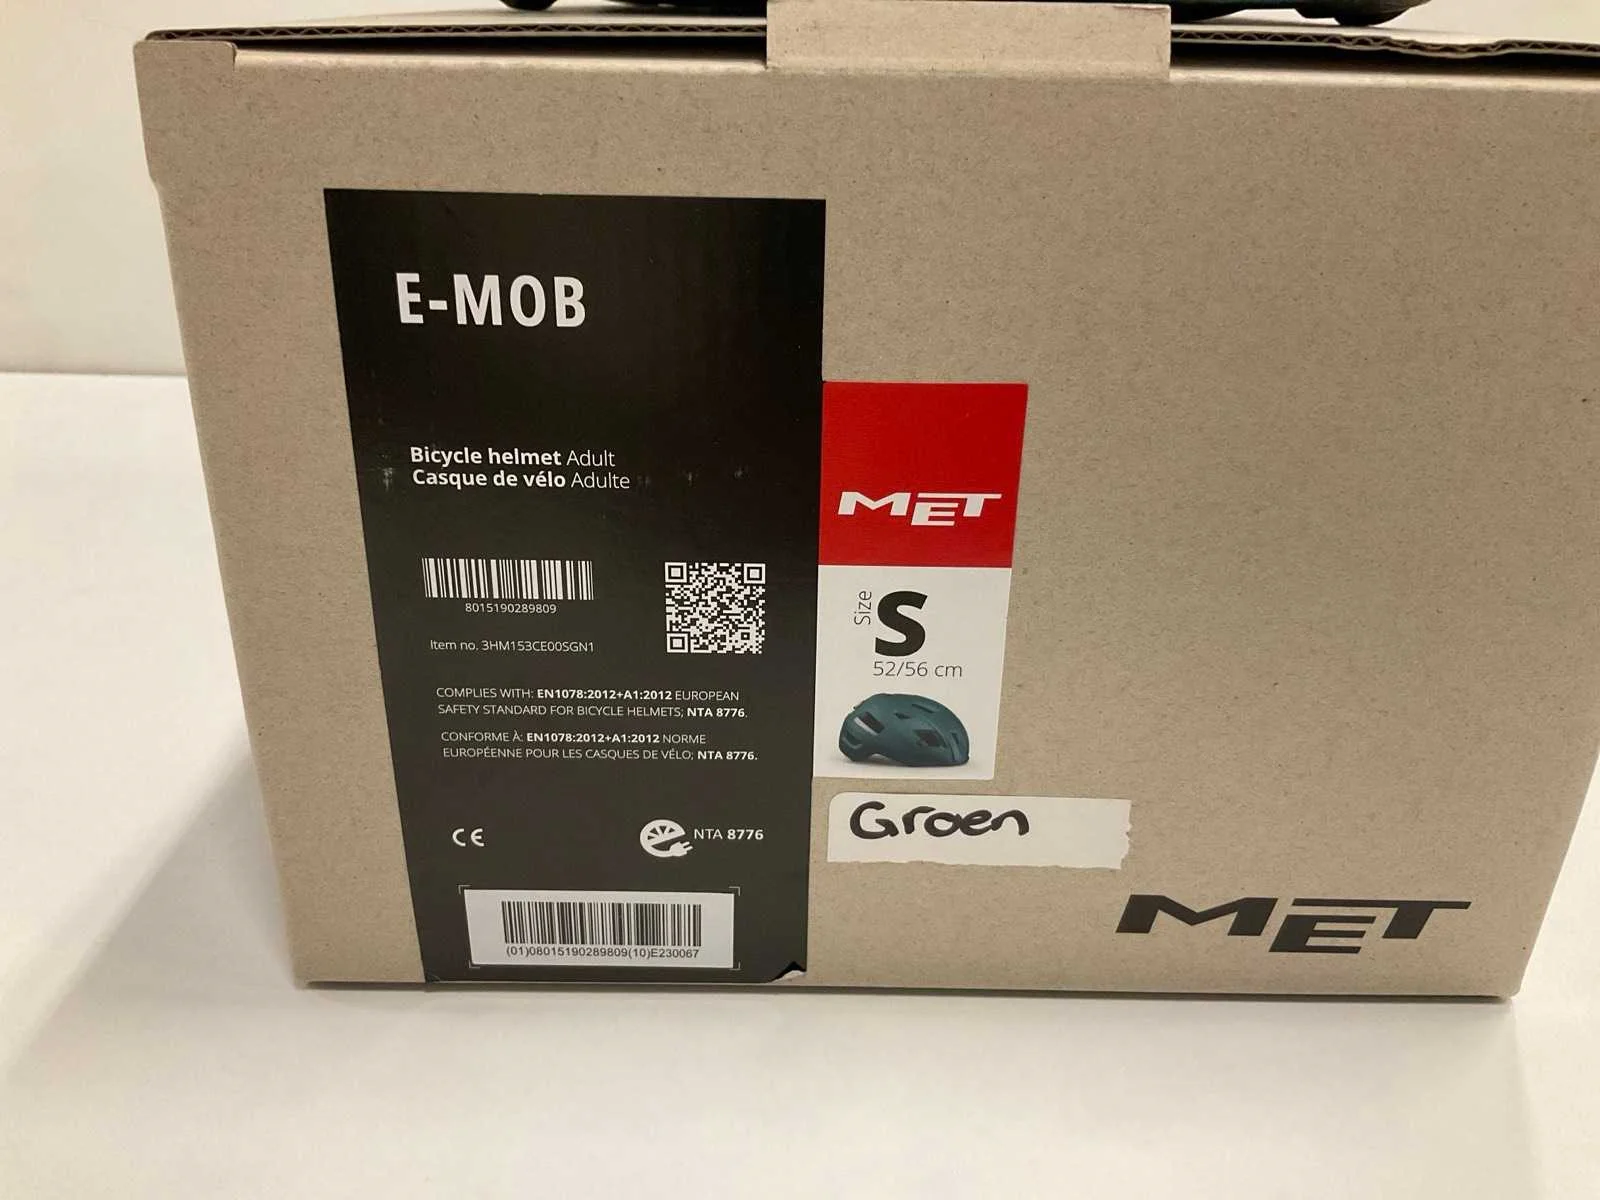 E-MOB
Bicycle helmet Adult
Casque de vélo Adulte
8015190289809
Item no. 3HM153CE00SGN1
COMPLIES WITH: EN1078:2012+A1:2012 EUROPEAN
SAFETY STANDARD FOR BICYCLE HELMETS; NTA 8776.
CONFORME À: EN1078:2012+A1:2012 NORME
EUROPÉENNE POUR LES CASQUES DE VÉLO; NTA 8776.
CE
NTA 8776
(01)08015190289809(10)E230067
MET
Size
S
52/56 cm
Groen
MET